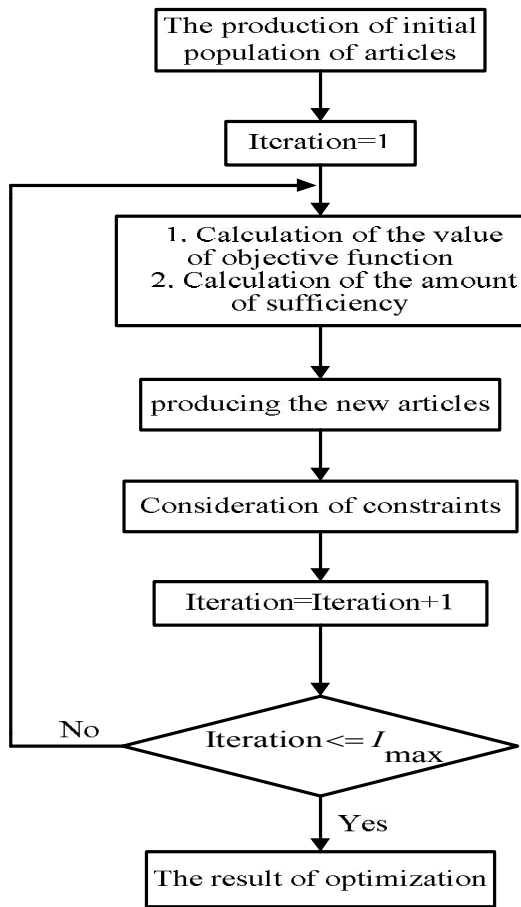 The production of initial
population of articles
Iteration=1
1. Calculation of the value
of objective function
2. Calculation of the amount
of sufficiency
producing the new articles
Consideration of constraints
Iteration=Iteration+1
Iteration<= I max
No
Yes
The result of optimization